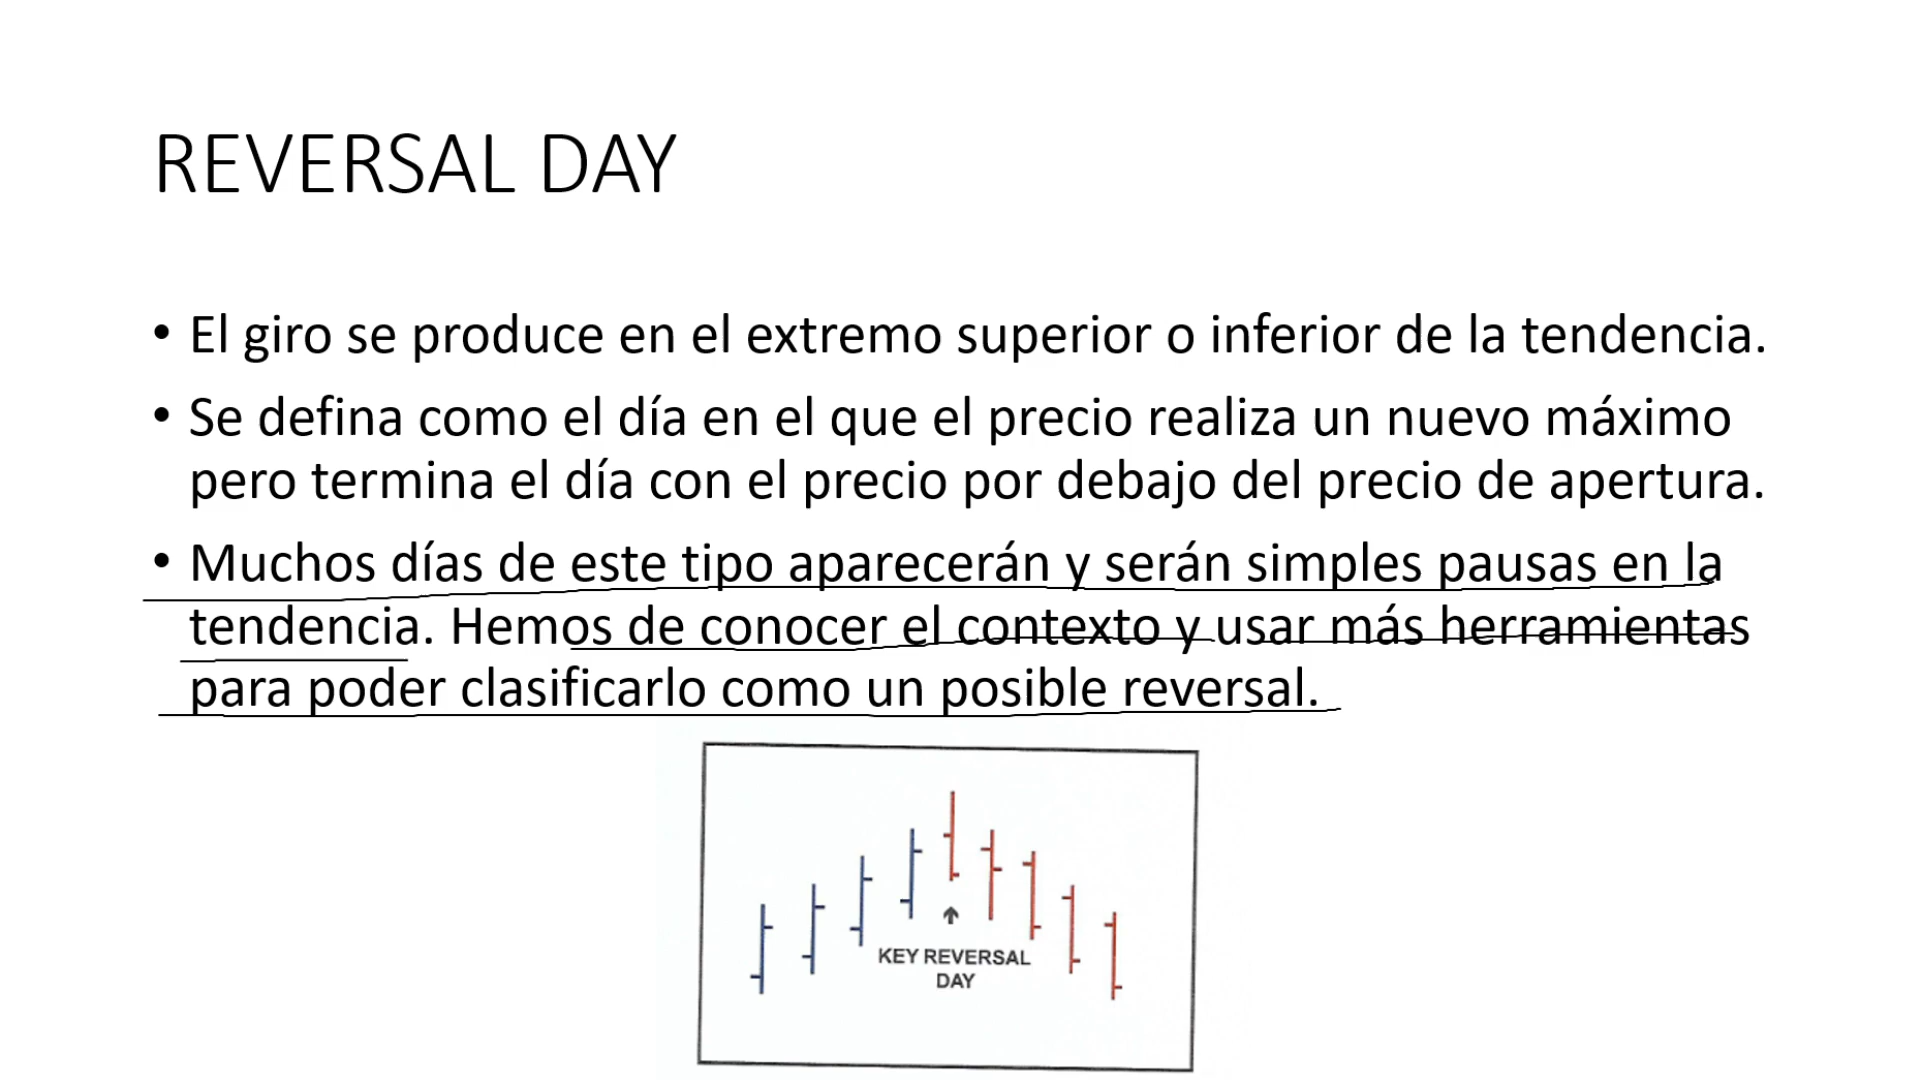 REVERSAL DAY
• El giro se produce en el extremo superior o inferior de la tendencia.
• Se defina como el día en el que el precio realiza un nuevo máximo
pero termina el día con el precio por debajo del precio de apertura.
• Muchos días de este tipo aparecerán y serán simples pausas en la
tendencia. Hemos de conocer el contexto y usar más herramientas
para poder clasificarlo como un posible reversal.
KEY REVERSAL
DAY